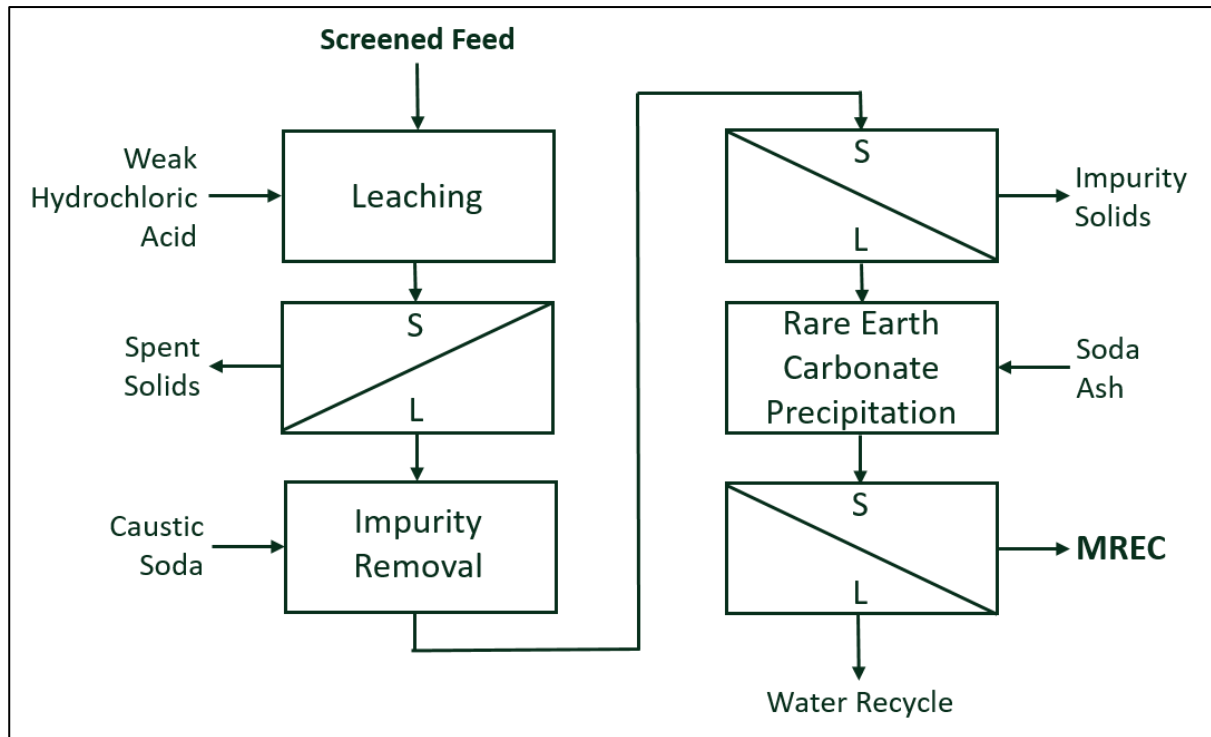 Screened Feed
Weak
Hydrochloric
Acid
Leaching
S
L
Spent
Solids
Caustic
Soda
Impurity
Removal
S
L
Impurity
Solids
Rare Earth
Carbonate
Precipitation
Soda
Ash
S
L
MREC
Water Recycle